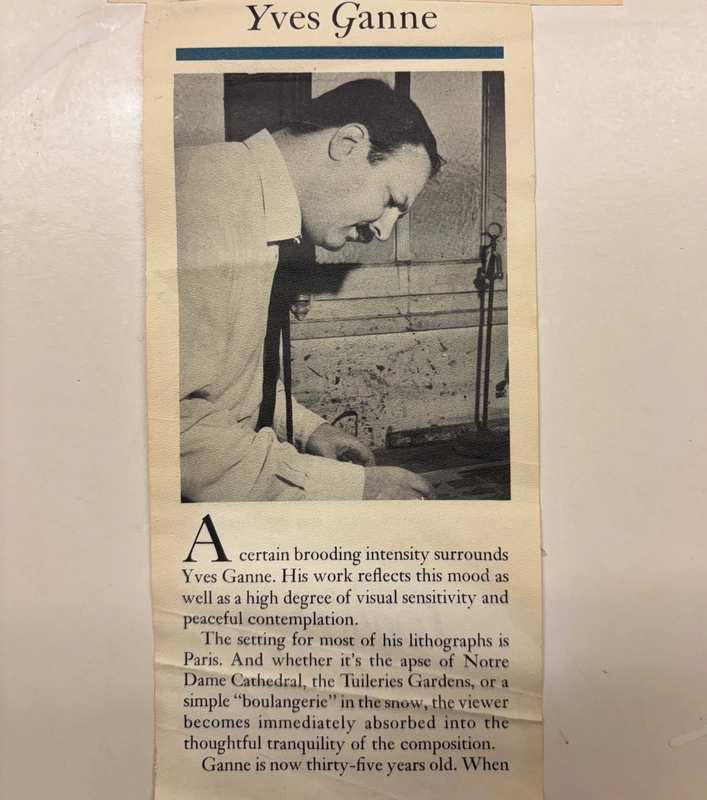 Yves Ganne
A certain brooding intensity surrounds
Yves Ganne. His work reflects this mood as
well as a high degree of visual sensitivity and
peaceful contemplation.
The setting for most of his lithographs is
Paris. And whether it's the apse of Notre
Dame Cathedral, the Tuileries Gardens, or a
simple “boulangerie” in the snow, the viewer
becomes immediately absorbed into the
thoughtful tranquility of the composition.
Ganne is now thirty-five years old. When